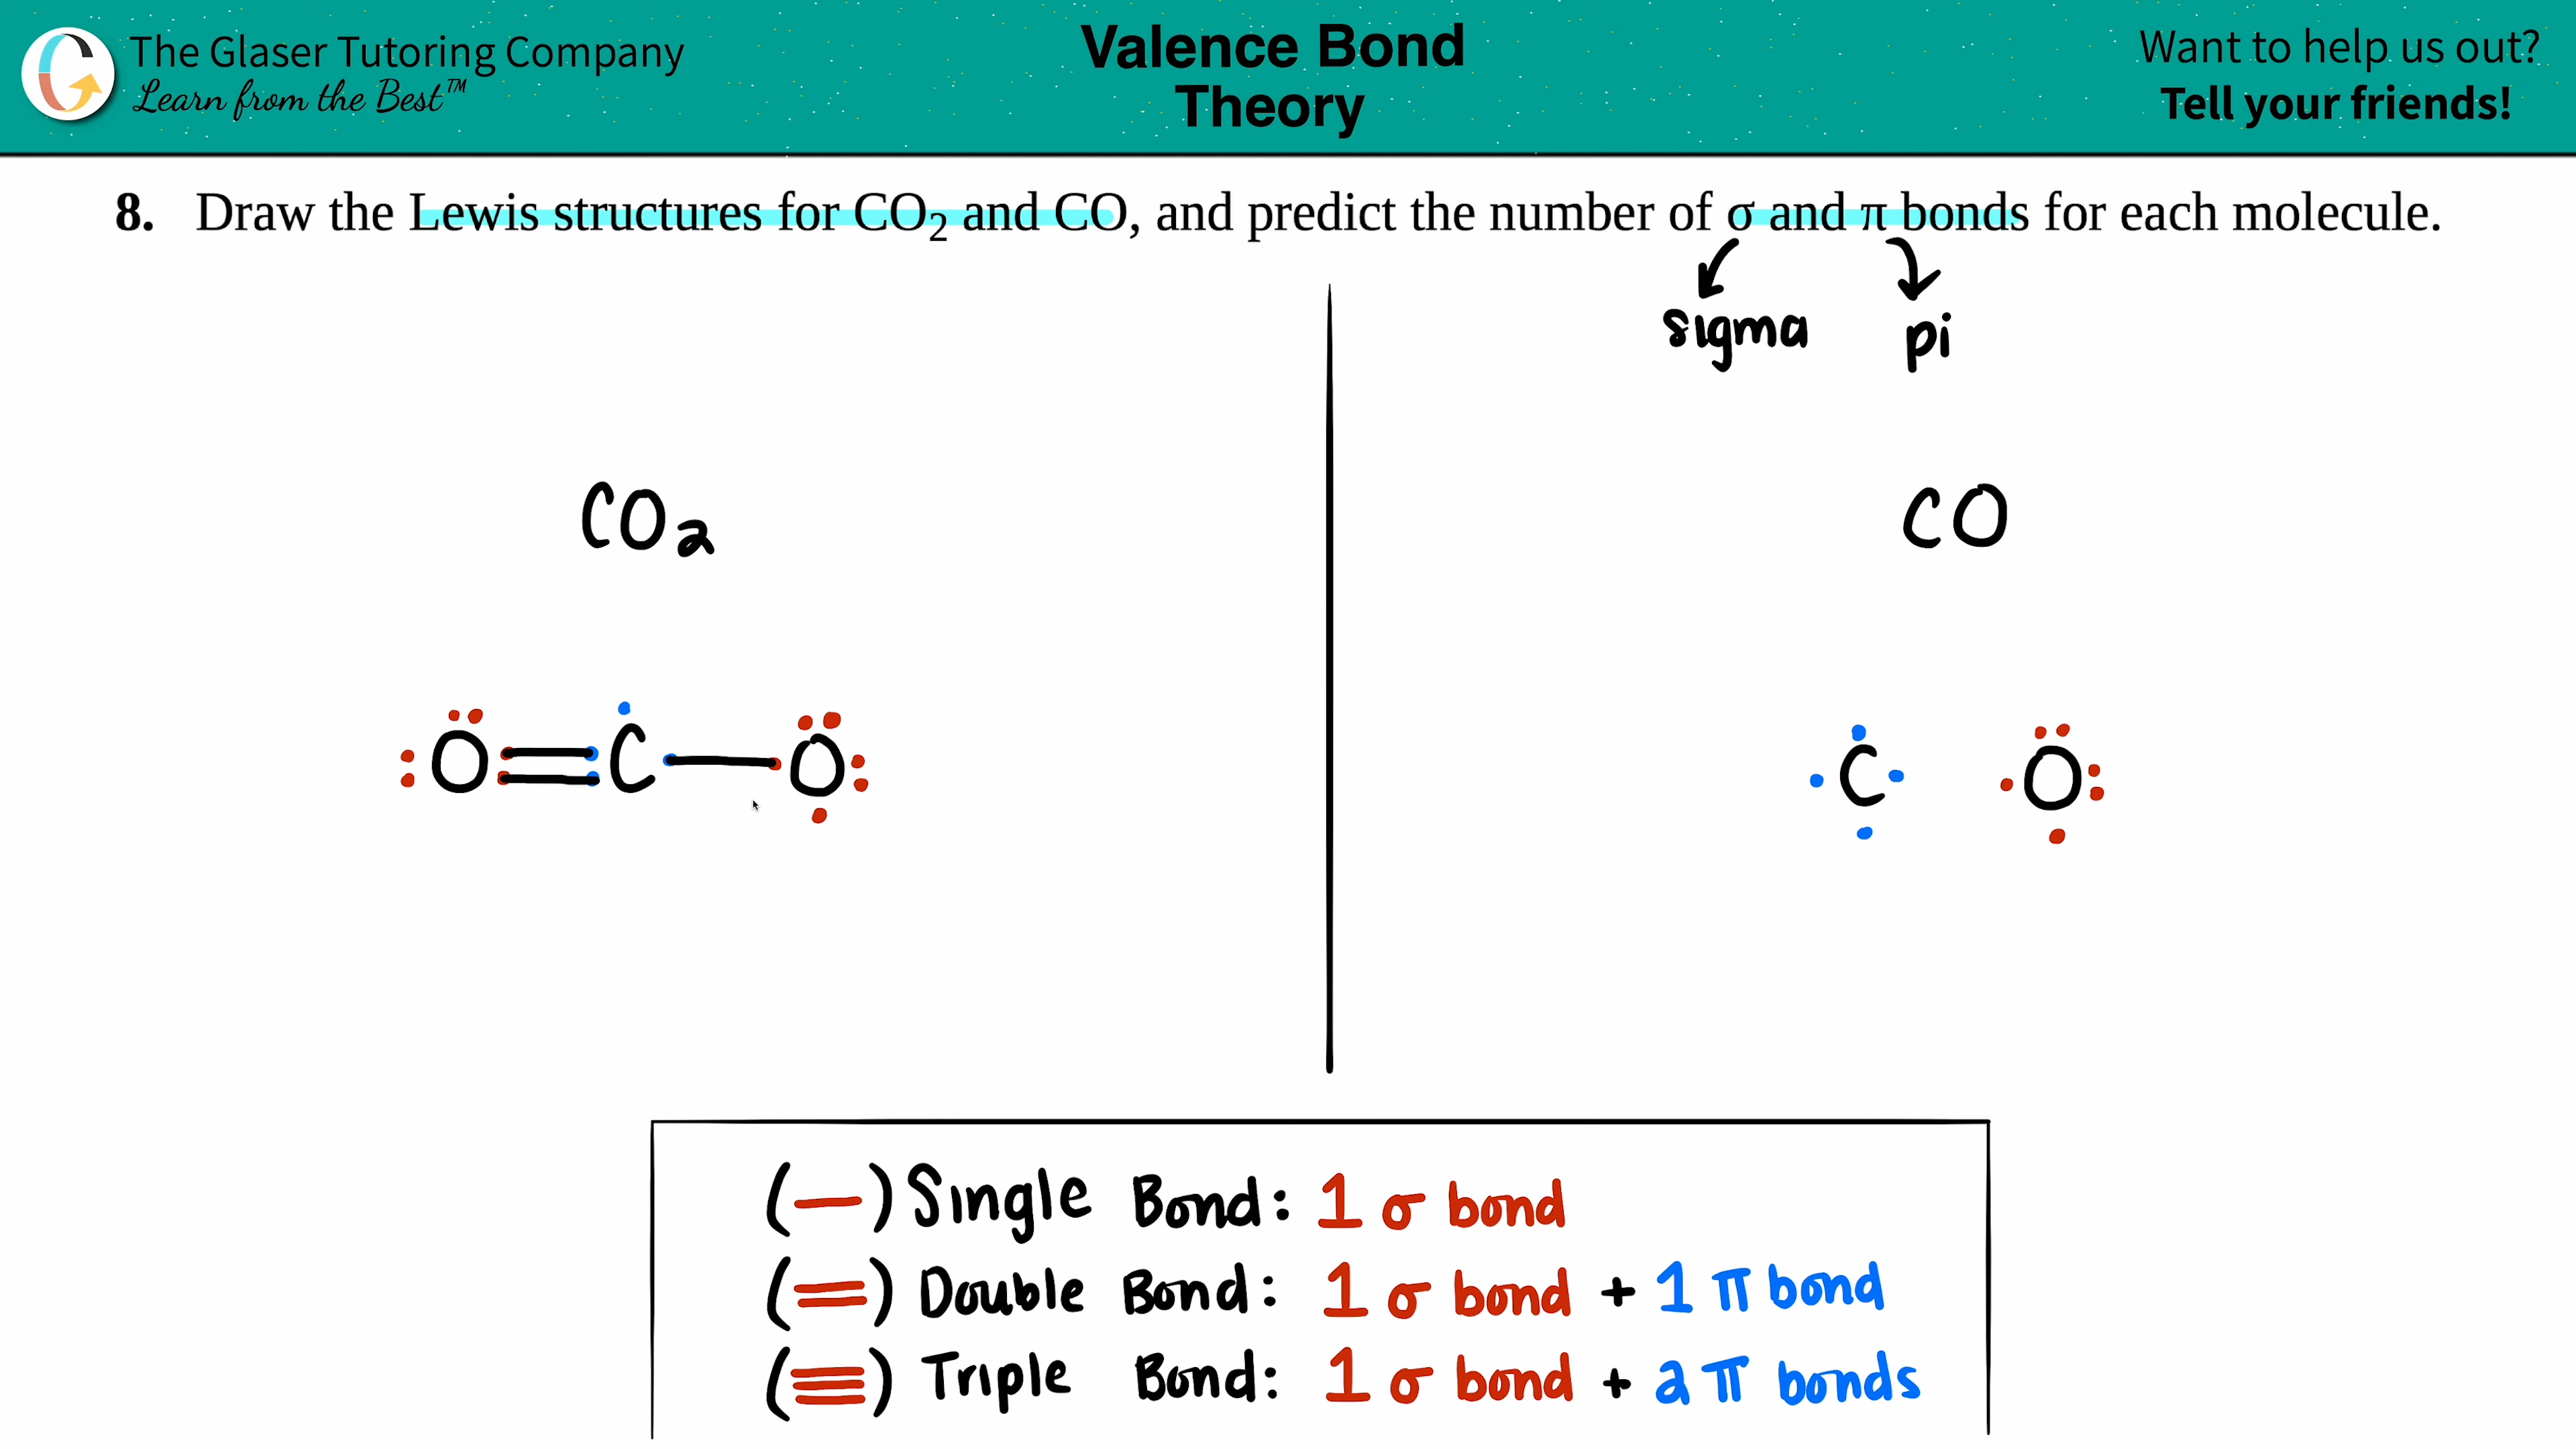 The Glaser Tutoring Company
Learn from the Best™
Valence Bond
Theory
Want to help us out?
Tell your friends!
8. Draw the Lewis structures for CO₂ and CO, and predict the number of σ and π bonds for each molecule.
sigma pi
CO₂
CO
O C O
C O
(—) Single Bond: 1 σ bond
(=) Double Bond: 1 σ bond + 1 π bond
(≡) Triple Bond: 1 σ bond + 2 π bonds